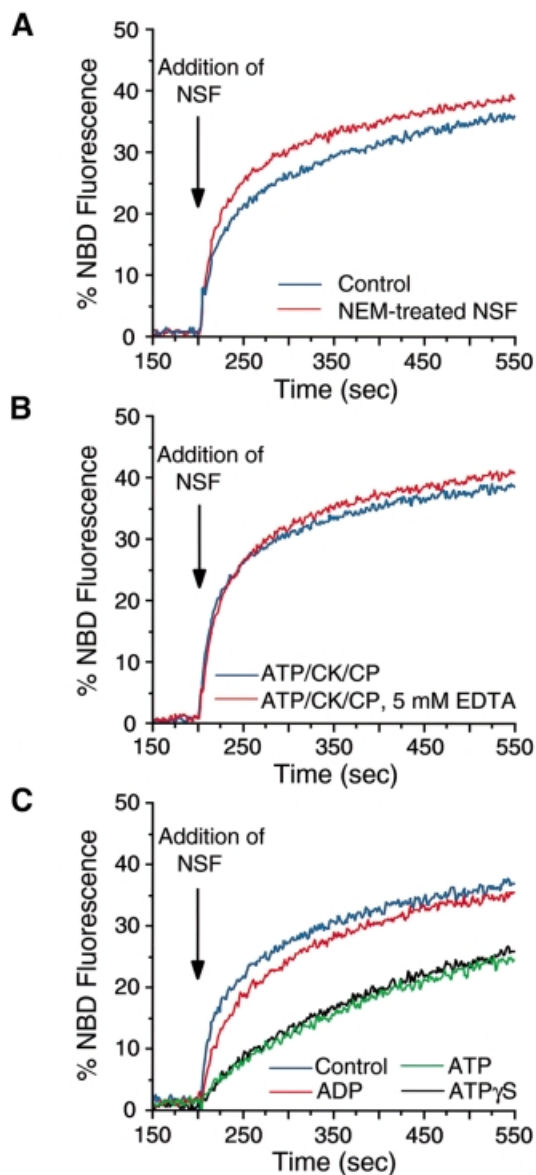 A
50
40
30
20
10
0
% NBD Fluorescence
Addition of
NSF
Control
NEM-treated NSF
150 250 350 450 550
Time (sec)
B
50
40
30
20
10
0
% NBD Fluorescence
Addition of
NSF
ATP/CK/CP
ATP/CK/CP, 5 mM EDTA
150 250 350 450 550
Time (sec)
C
50
40
30
20
10
0
% NBD Fluorescence
Addition of
NSF
Control ATP
ADP ATPγS
150 250 350 450 550
Time (sec)